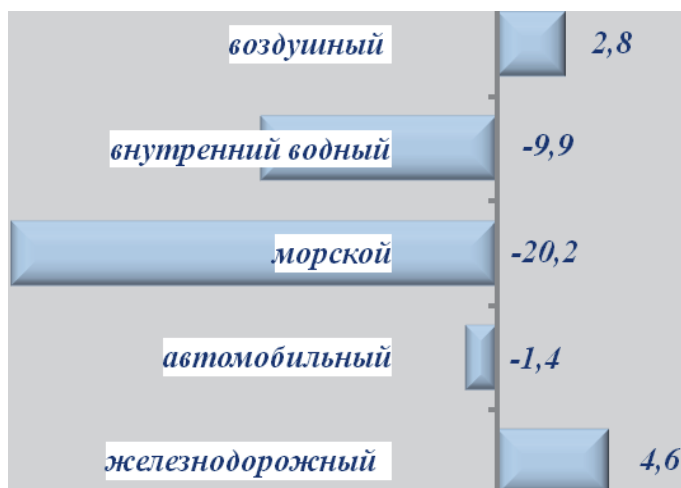 воздушный 2,8
внутренний водный -9,9
морской -20,2
автомобильный -1,4
железнодорожный 4,6